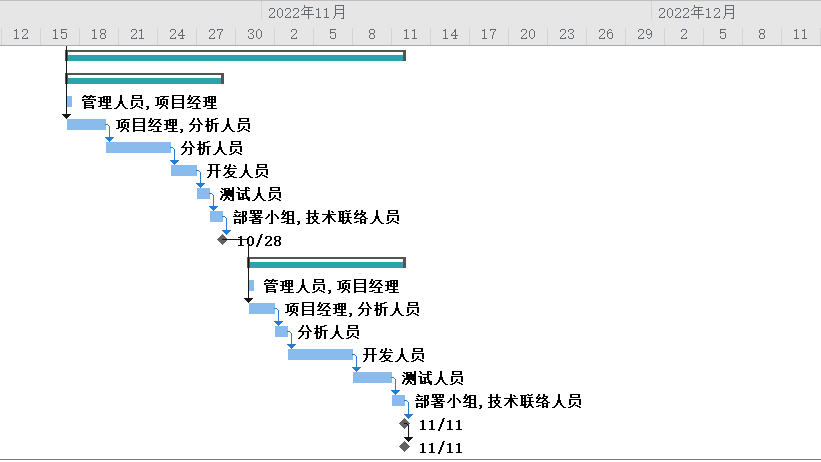 2022年11月 2022年12月
12 15 18 21 24 27 30 2 5 8 11 14 17 20 23 26 29 2 5 8 11
管理人员,项目经理
项目经理,分析人员
分析人员
开发人员
测试人员
部署小组,技术联络人员
10/28
管理人员,项目经理
项目经理,分析人员
分析人员
开发人员
测试人员
部署小组,技术联络人员
11/11
11/11